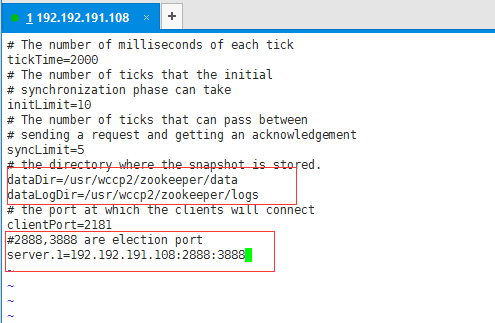 1 192.192.191.108 × +
# The number of milliseconds of each tick
tickTime=2000
# The number of ticks that the initial
# synchronization phase can take
initLimit=10
# The number of ticks that can pass between
# sending a request and getting an acknowledgement
syncLimit=5
# the directory where the snapshot is stored.
dataDir=/usr/wccp2/zookeeper/data
dataLogDir=/usr/wccp2/zookeeper/logs
# the port at which the clients will connect
clientPort=2181
#2888,3888 are election port
server.1=192.192.191.108:2888:3888
~
~
~
~